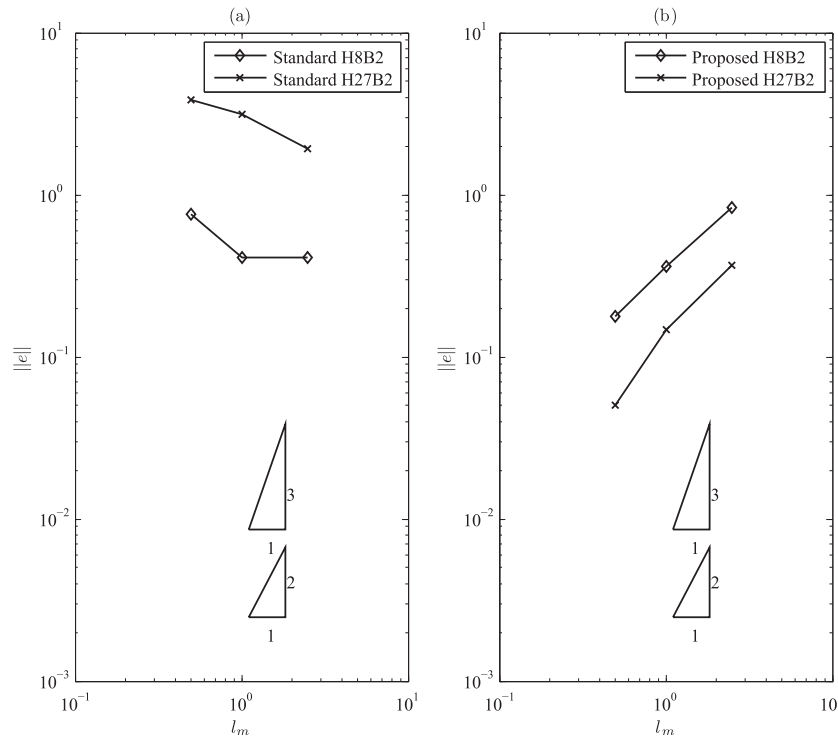 (a)
10^1
10^0
10^-1
10^-2
10^-3
||e||
Standard H8B2
Standard H27B2
3
1
2
1
10^-1
10^0
10^1
l_m
(b)
10^1
10^0
10^-1
10^-2
10^-3
||e||
Proposed H8B2
Proposed H27B2
3
1
2
1
10^-1
10^0
10
l_m